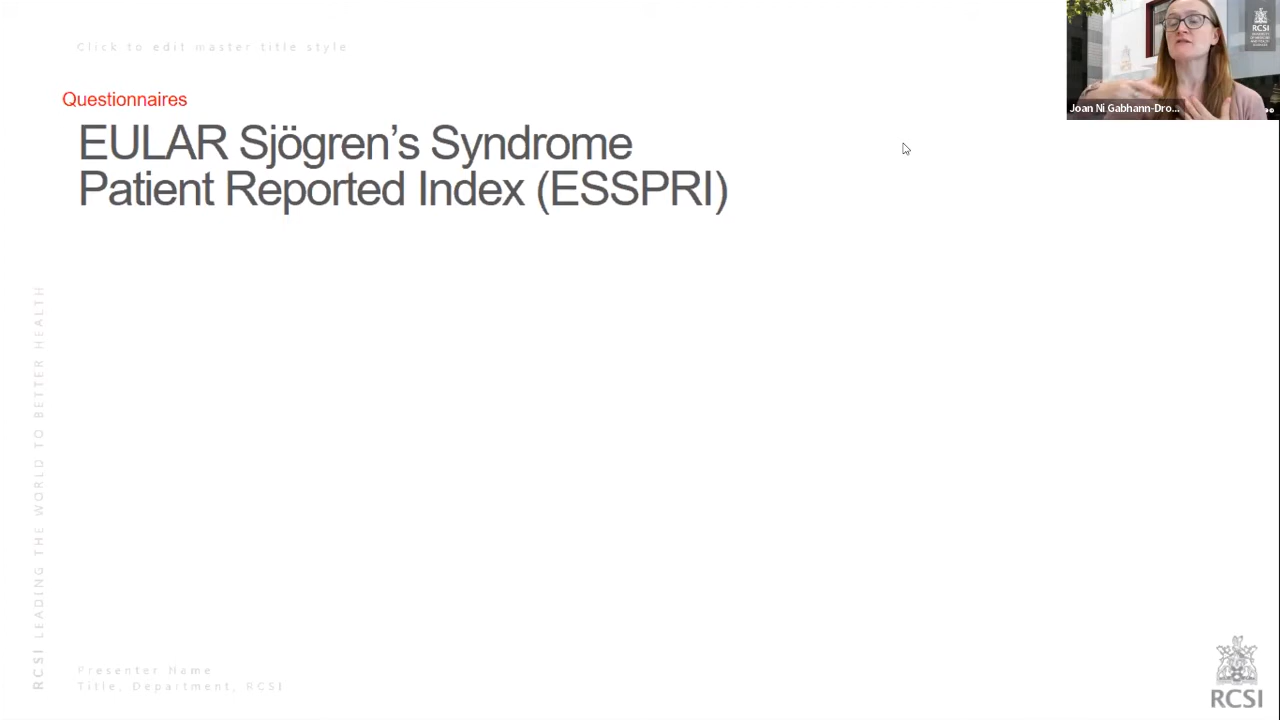 Click to edit master title style
Questionnaires
EULAR Sjögren's Syndrome
Patient Reported Index (ESSPRI)
Joan Ni Gabhann-Dro...
RCSI
RCSI LEADING THE WORLD TO BETTER HEALTH
Presenter Name
Title, Department, RCSI
RCSI